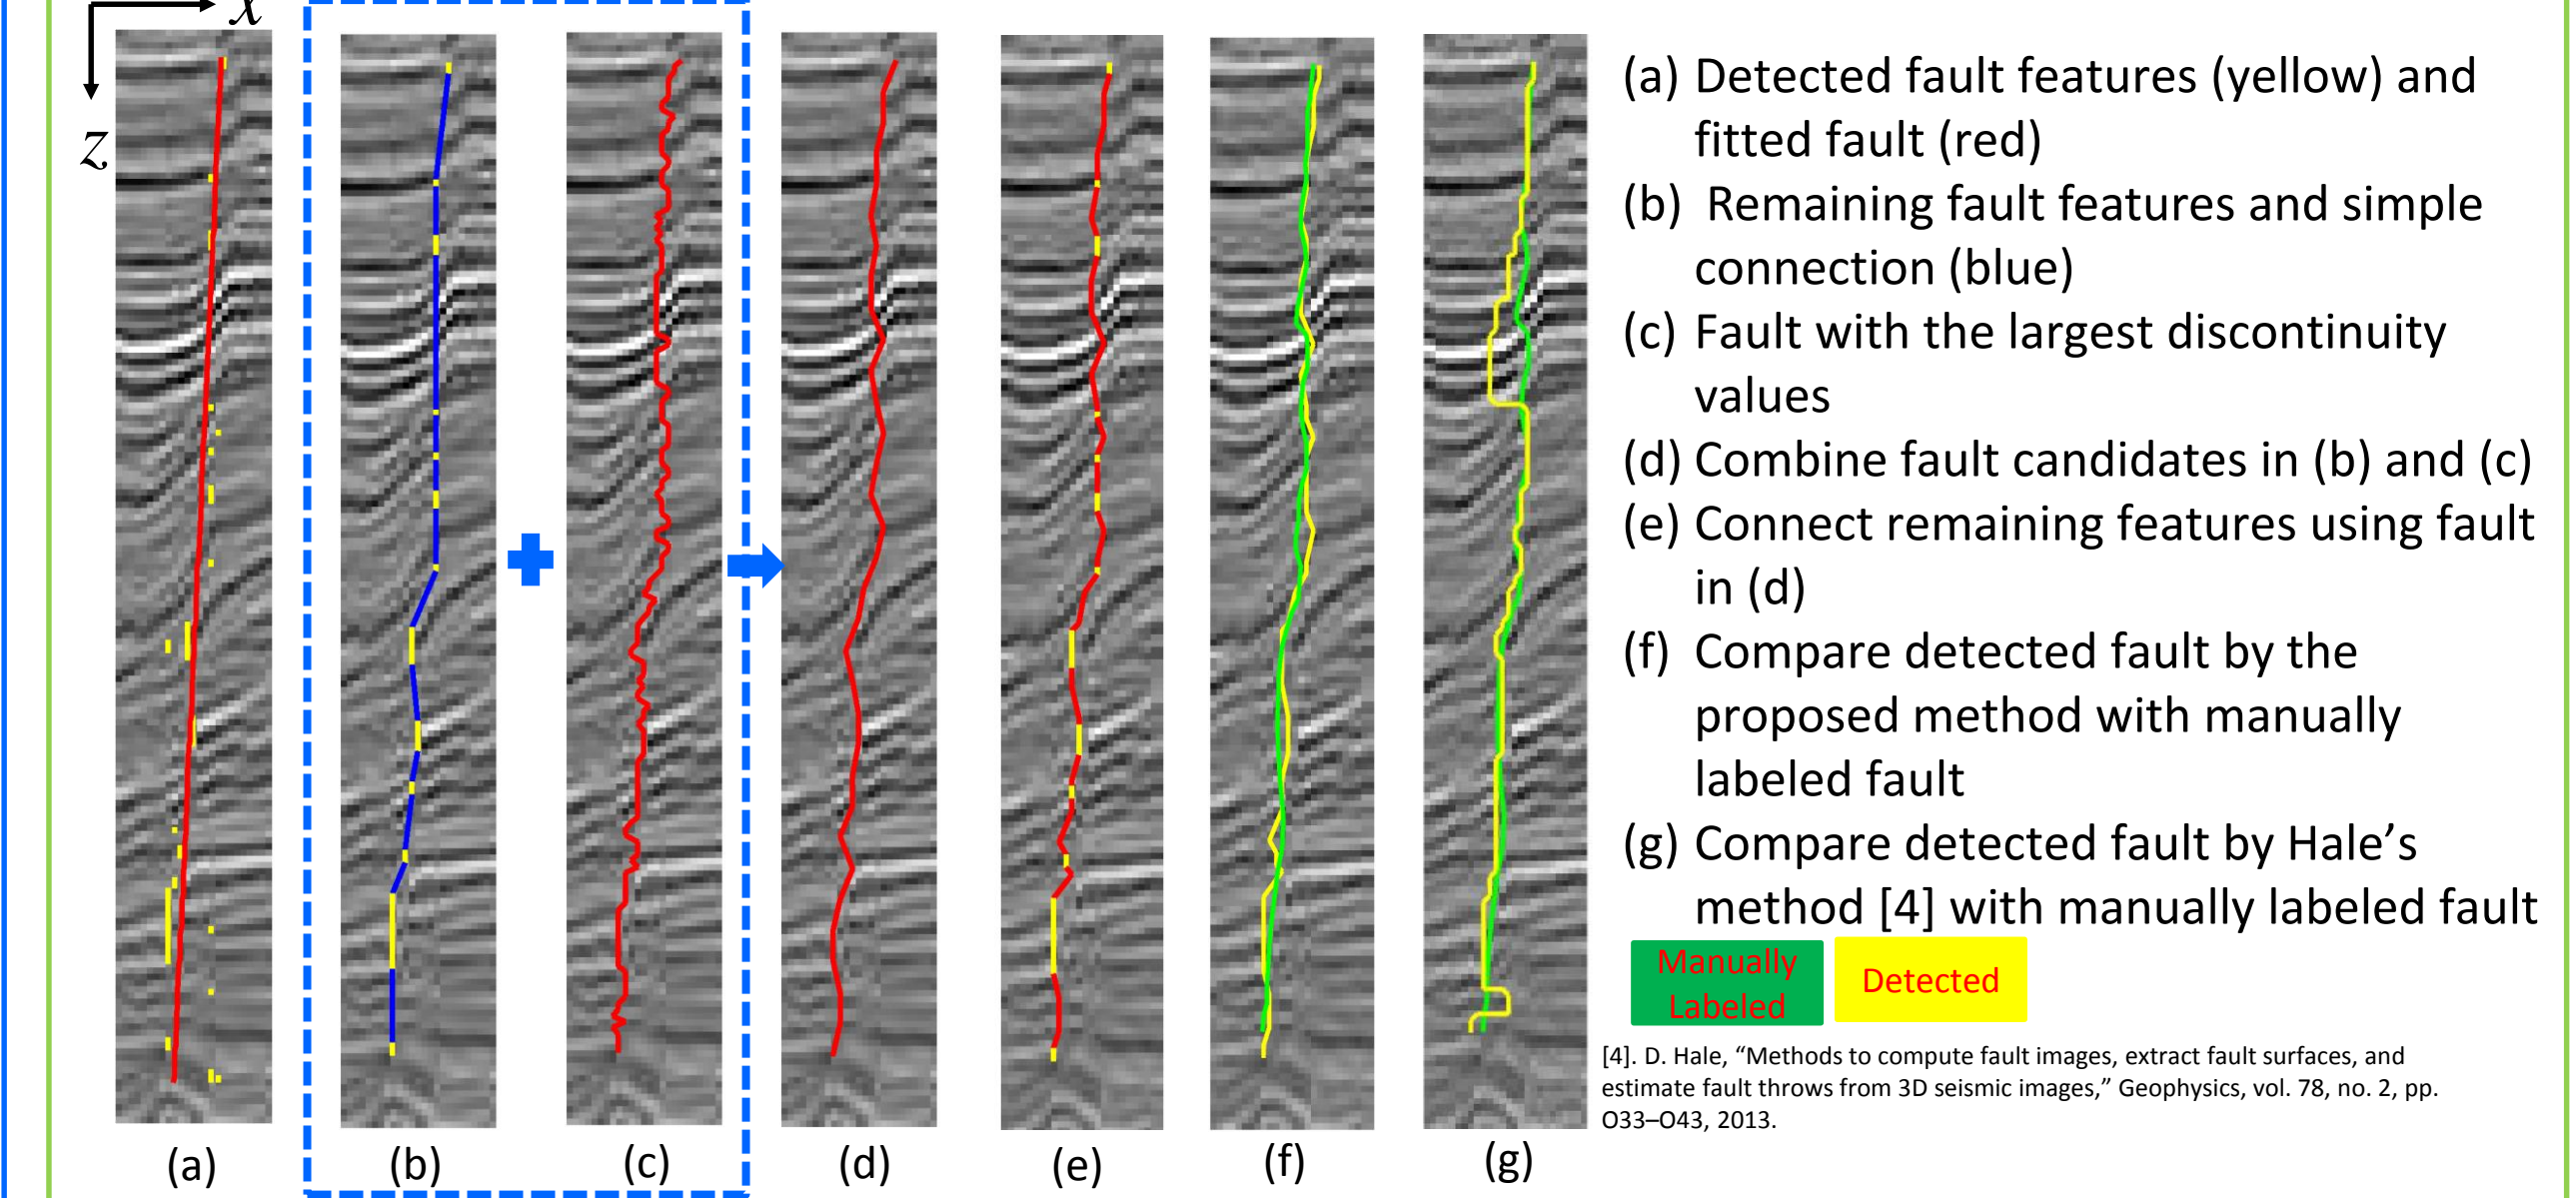 x
z
(a) Detected fault features (yellow) and
fitted fault (red)
(b) Remaining fault features and simple
connection (blue)
(c) Fault with the largest discontinuity
values
(d) Combine fault candidates in (b) and (c)
(e) Connect remaining features using fault
in (d)
(f) Compare detected fault by the
proposed method with manually
labeled fault
(g) Compare detected fault by Hale’s
method [4] with manually labeled fault
Manually
Labeled
Detected
[4]. D. Hale, “Methods to compute fault images, extract fault surfaces, and
estimate fault throws from 3D seismic images,” Geophysics, vol. 78, no. 2, pp.
O33–O43, 2013.
(a) (b) (c) (d) (e) (f) (g)